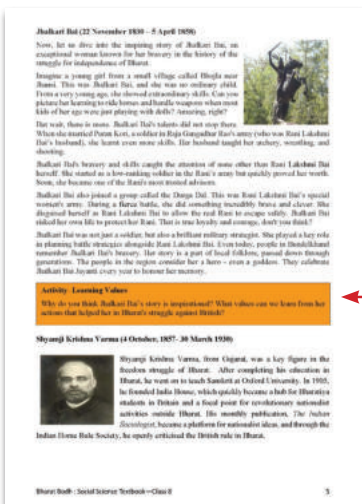 Jhalkari Bai (22 November 1830 – 5 April 1858)
Now, let us dive into the inspiring story of Jhalkari Bai, an
exceptional woman known for her bravery in the history of the
struggle for independence of Bharat.
Imagine a young girl from a small village called Bhojla near
Jhansi. This was Jhalkari Bai, and she was no ordinary child.
From a very young age, she showed extraordinary skills. Can you
picture her learning to ride horses and handle weapons when most
kids of her age were just playing with dolls? Amazing, right?
But wait, there is more. Jhalkari Bai's talents did not stop there.
When she married Puran Kori, a soldier in Raja Gangadhar Rao's army (who was Rani Lakshmi
Bai's husband), she learnt even more skills. Her husband taught her archery, wrestling, and
shooting.
Jhalkari Bai's bravery and skills caught the attention of none other than Rani Lakshmi Bai
herself. She started as a low-ranking soldier in the Rani's army but quickly proved her worth.
Soon, she became one of the Rani's most trusted advisors.
Jhalkari Bai also joined a group called the Durga Dal. This was Rani Lakshmi Bai's special
women's army. During a fierce battle, she did something incredibly brave and clever. She
disguised herself as Rani Lakshmi Bai to allow the real Rani to escape safely. Jhalkari Bai
risked her own life to protect her Rani. That is true loyalty and courage, don't you think?
Jhalkari Bai was not just a soldier, but also a brilliant military strategist. She played a key role
in planning battle strategies alongside Rani Lakshmi Bai. Even today, people in Bundelkhand
remember Jhalkari Bai's bravery. Her story is a part of local folklore, passed down through
generations. The people in the region consider her a hero - even a goddess. They celebrate
Jhalkari Bai Jayanti every year to honour her memory.
Activity Learning Values
Why do you think Jhalkari Bai's story is inspirational? What values can we learn from her
actions that helped her in Bharat's struggle against British?
Shyamji Krishna Varma (4 October, 1857- 30 March 1930)
Shyamji Krishna Varma, from Gujarat, was a key figure in the
freedom struggle of Bharat. After completing his education in
Bharat, he went on to teach Sanskrit at Oxford University. In 1905,
he founded India House, which quickly became a hub for Bharatiya
students in Britain and a focal point for revolutionary nationalist
activities outside Bharat. His monthly publication, The Indian
Sociologist, became a platform for nationalist ideas, and through the
Indian Home Rule Society, he openly criticised the British rule in Bharat.
Bharat Bodh : Social Science Textbook—Class 8